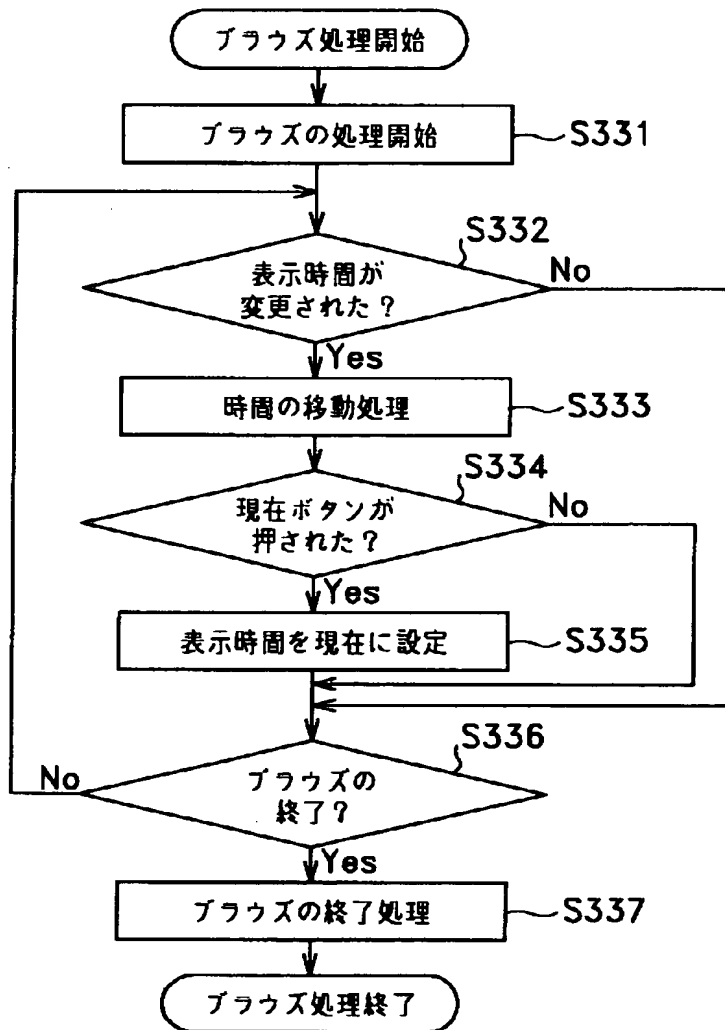 ブラウズ処理開始
ブラウズの処理開始
S331
S332
表示時間が
変更された?
No
Yes
時間の移動処理
S333
S334
現在ボタンが
押された?
No
Yes
表示時間を現在に設定
S335
S336
ブラウズの
終了?
No
Yes
ブラウズの終了処理
S337
ブラウズ処理終了